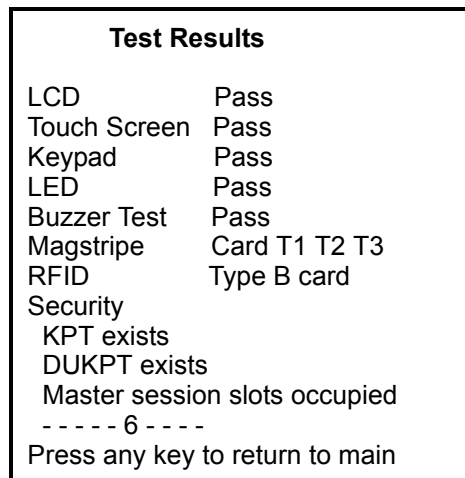 Test Results
LCD Pass
Touch Screen Pass
Keypad Pass
LED Pass
Buzzer Test Pass
Magstripe Card T1 T2 T3
RFID Type B card
Security
KPT exists
DUKPT exists
Master session slots occupied
- - - - - 6 - - - -
Press any key to return to main